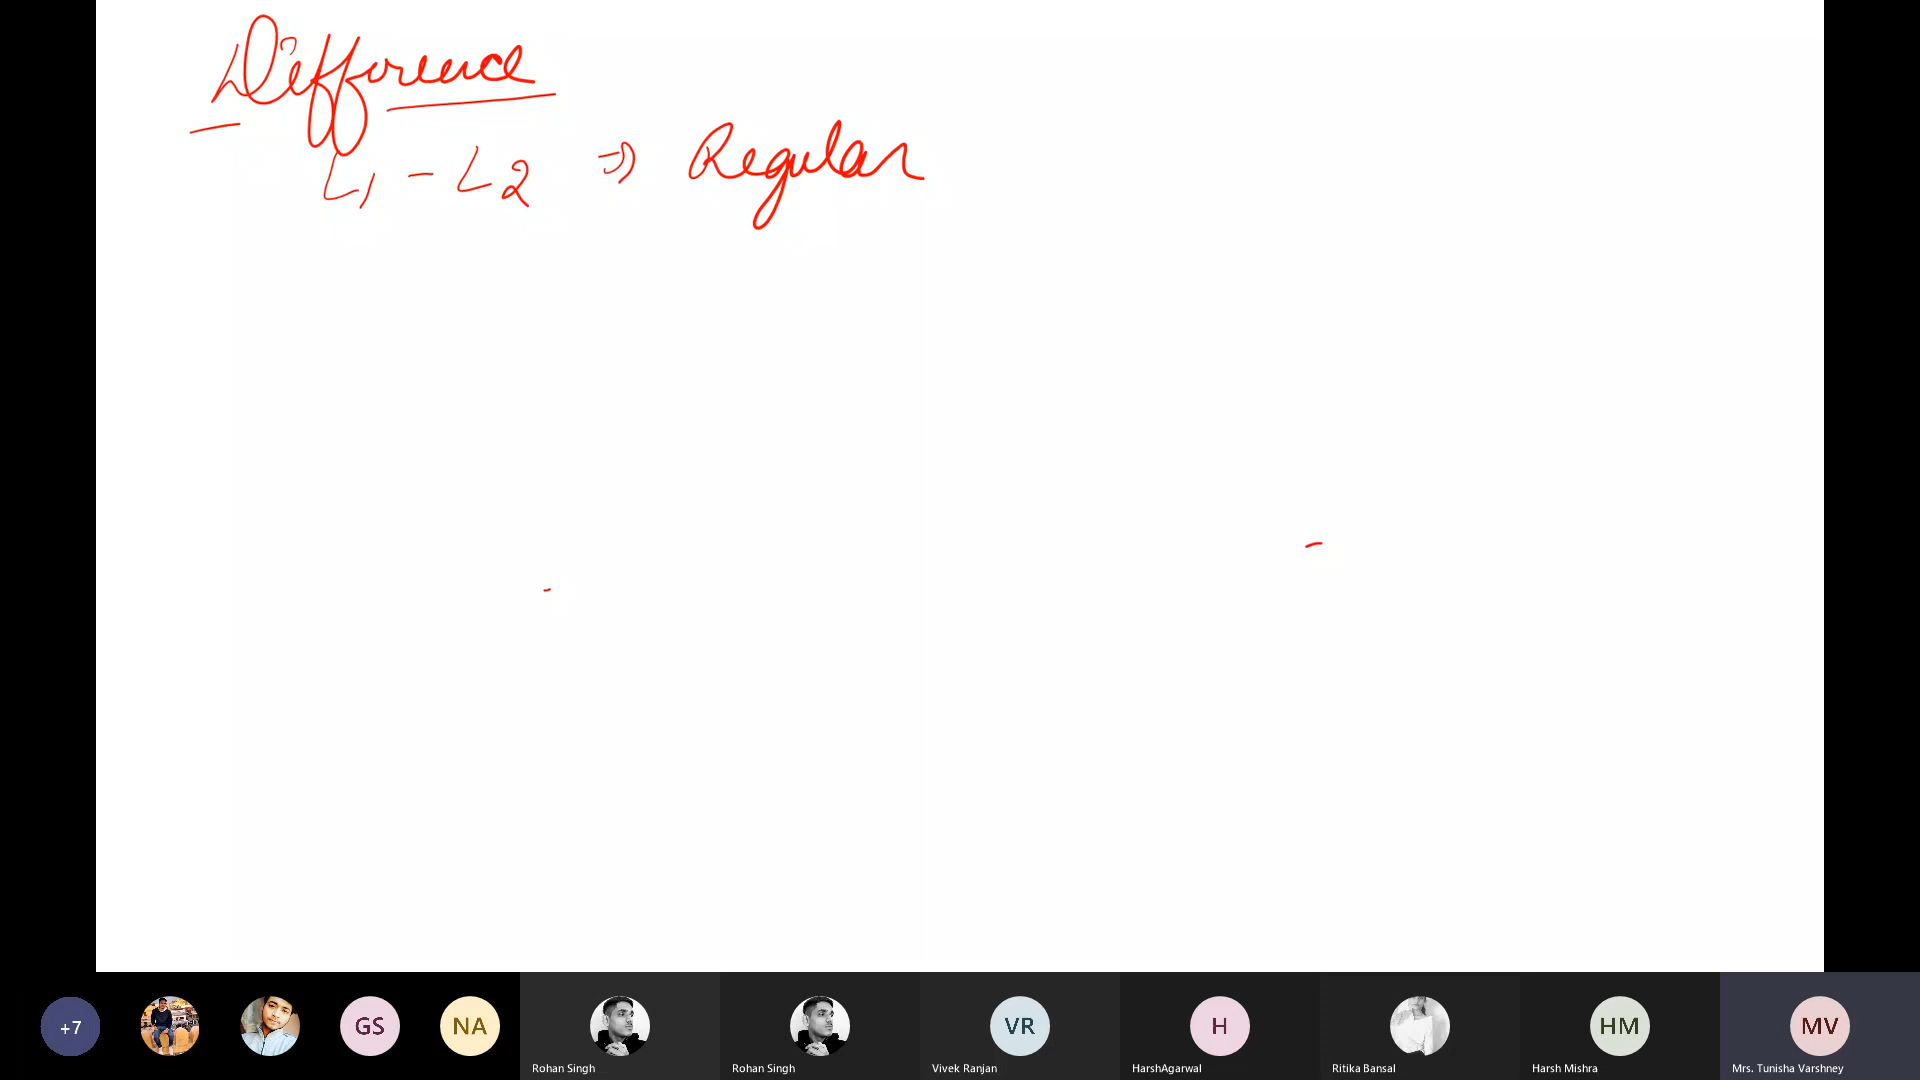 Difference
L1 - L2 ⇒ Regular
+7
GS
NA
VR
H
HM
MV
Rohan Singh
Rohan Singh
Vivek Ranjan
HarshAgarwal
Ritika Bansal
Harsh Mishra
Mrs. Tunisha Varshney